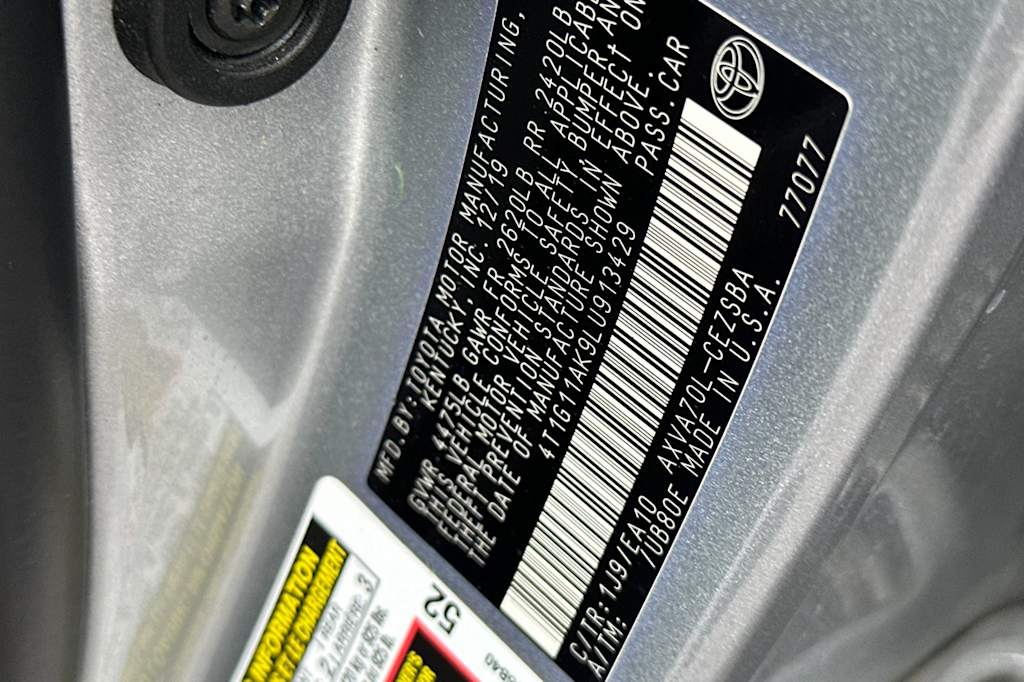 MFD.BY:TOYOTA MOTOR MANUFACTURING,
KENTUCKY, INC. 12/19
GVWR 4475LB GAWR FR 2620LB RR 2420LB
THIS VEHICLE CONFORMS TO ALL APPLICABLE
FEDERAL MOTOR VEHICLE SAFETY, BUMPER, AND
THEFT PREVENTION STANDARDS IN EFFECT ON
THE DATE OF MANUFACTURE SHOWN ABOVE.
4T1G11AK9LU913429 PASS.CAR
C/TR:1J9/EA10 AXVA70L-CEZSBA
A/TM: /UB80E MADE IN U.S.A.
77077
INFORMATION
52